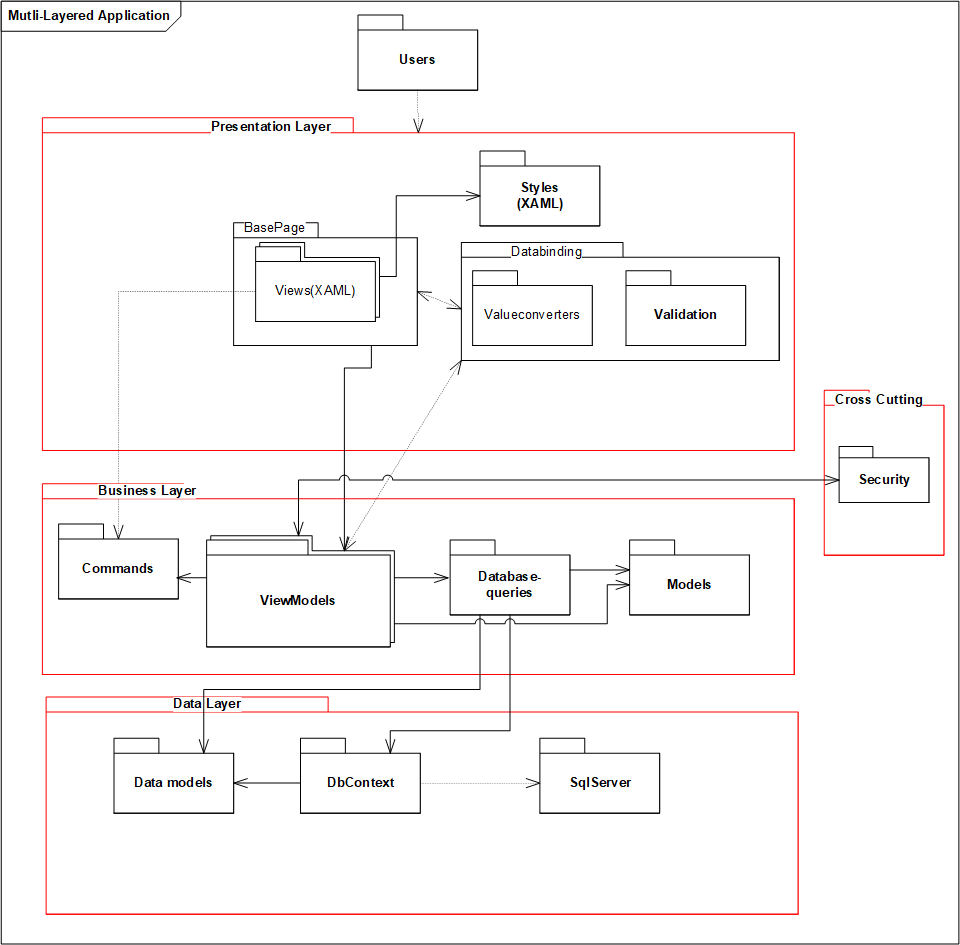 Mutli-Layered Application
Users
Presentation Layer
Styles
(XAML)
BasePage
Views(XAML)
Databinding
Valueconverters
Validation
Cross Cutting
Security
Business Layer
Commands
ViewModels
Database-
queries
Models
Data Layer
Data models
DbContext
SqlServer